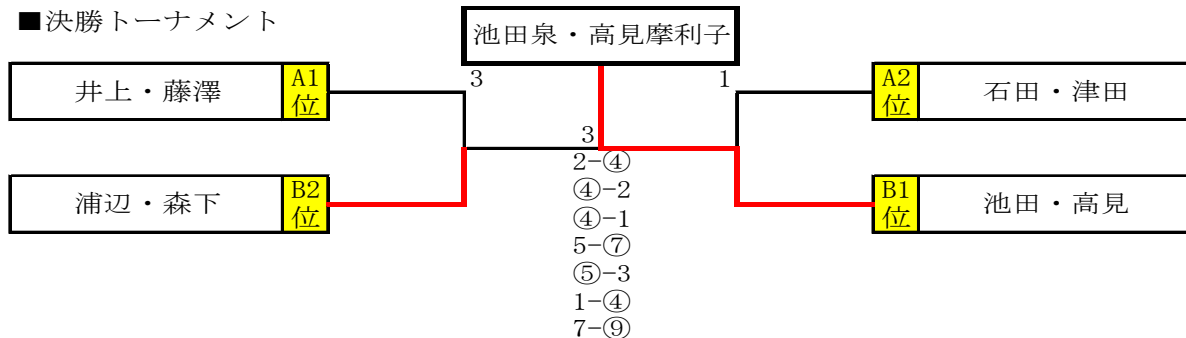 ■決勝トーナメント
池田泉・高見摩利子
井上・藤澤 A1位
3
1
A2位 石田・津田
3
2-④
④-2
④-1
5-⑦
⑤-3
1-④
7-⑨
浦辺・森下 B2位
B1位 池田・高見